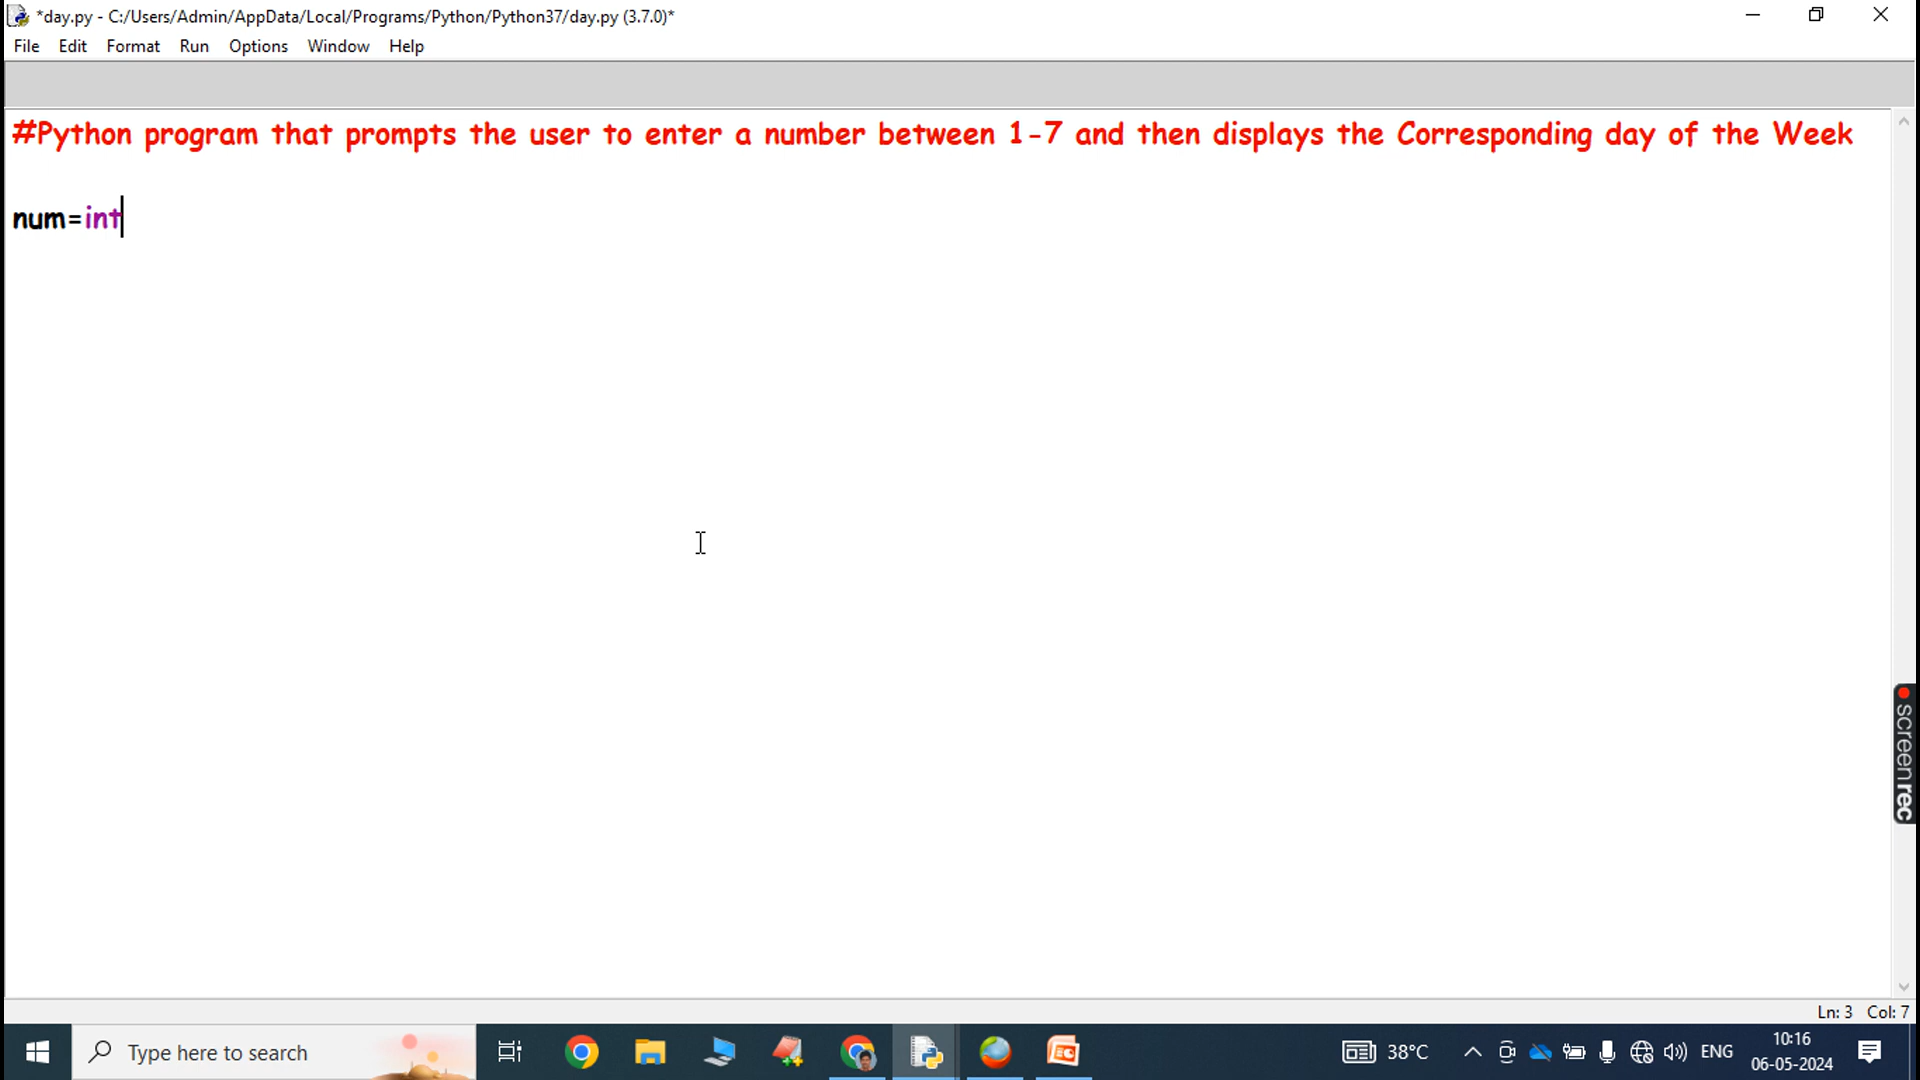 *day.py - C:/Users/Admin/AppData/Local/Programs/Python/Python37/day.py (3.7.0)*
File Edit Format Run Options Window Help
#Python program that prompts the user to enter a number between 1-7 and then displays the Corresponding day of the Week
num=int
screenrec
Ln: 3 Col: 7
Type here to search
38°C
ENG
10:16
06-05-2024